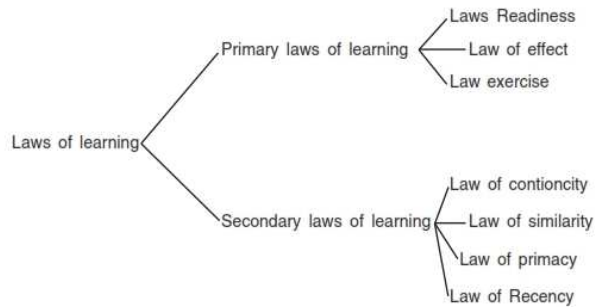 Laws Readiness
Primary laws of learning
Law of effect
Law exercise
Laws of learning
Law of contioncity
Secondary laws of learning
Law of similarity
Law of primacy
Law of Recency